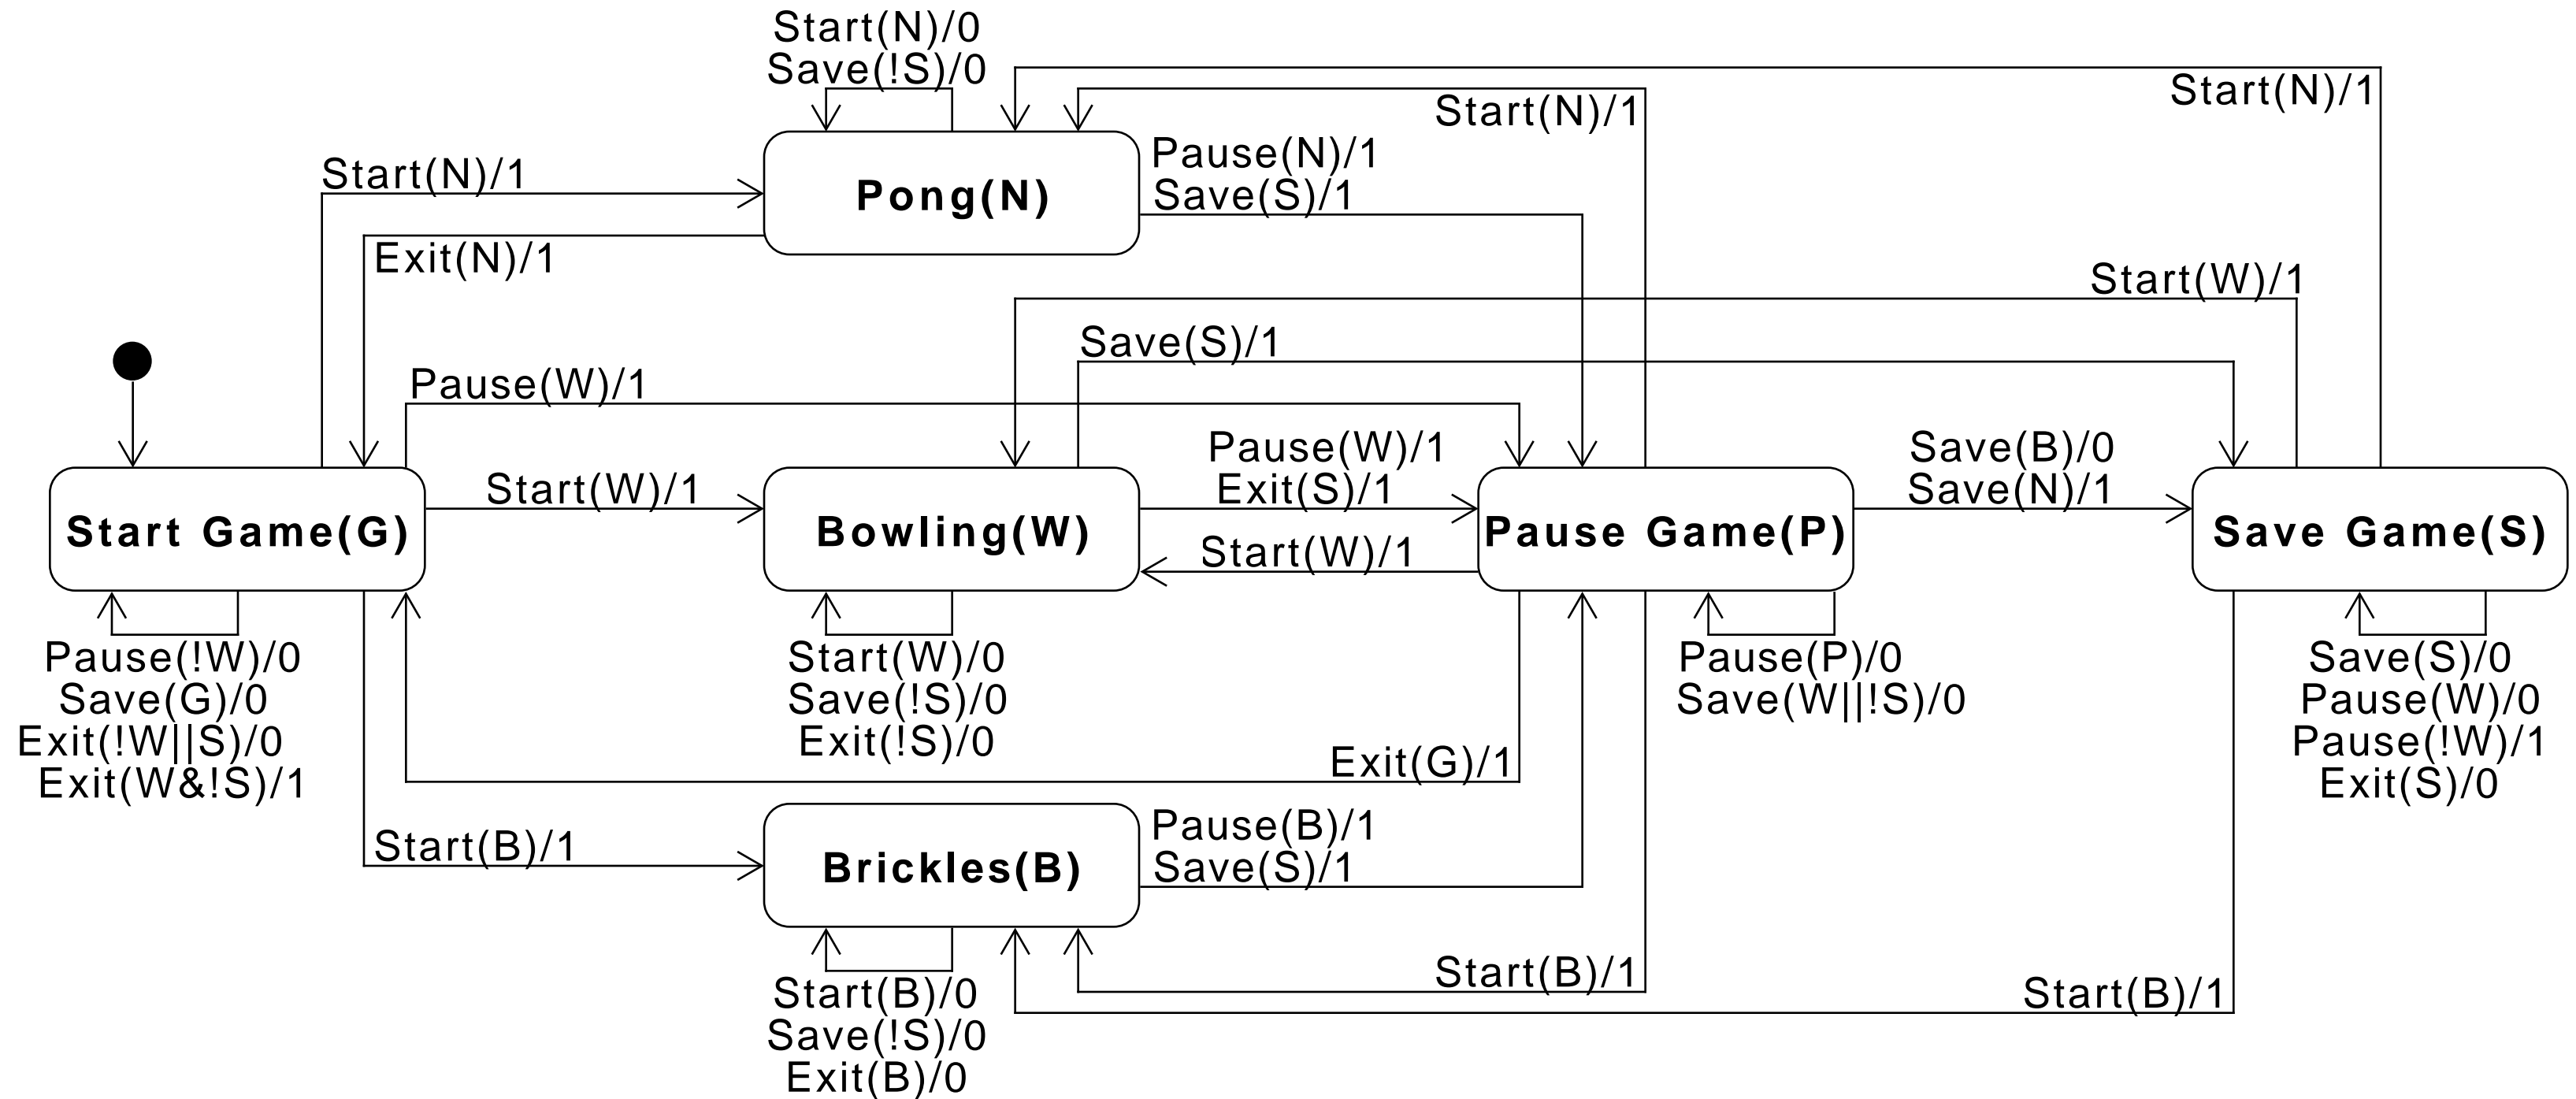 Start(N)/0
Save(!S)/0
Start(N)/1
Start(N)/1
Pause(N)/1
Save(S)/1
Start(N)/1
Pong(N)
Exit(N)/1
Start(W)/1
Save(S)/1
Pause(W)/1
Pause(W)/1
Exit(S)/1
Save(B)/0
Save(N)/1
Start(W)/1
Start Game(G)
Bowling(W)
Pause Game(P)
Save Game(S)
Start(W)/1
Pause(!W)/0
Save(G)/0
Exit(!W||S)/0
Exit(W&!S)/1
Start(W)/0
Save(!S)/0
Exit(!S)/0
Pause(P)/0
Save(W||!S)/0
Save(S)/0
Pause(W)/0
Pause(!W)/1
Exit(S)/0
Exit(G)/1
Start(B)/1
Brickles(B)
Pause(B)/1
Save(S)/1
Start(B)/1
Start(B)/1
Start(B)/0
Save(!S)/0
Exit(B)/0